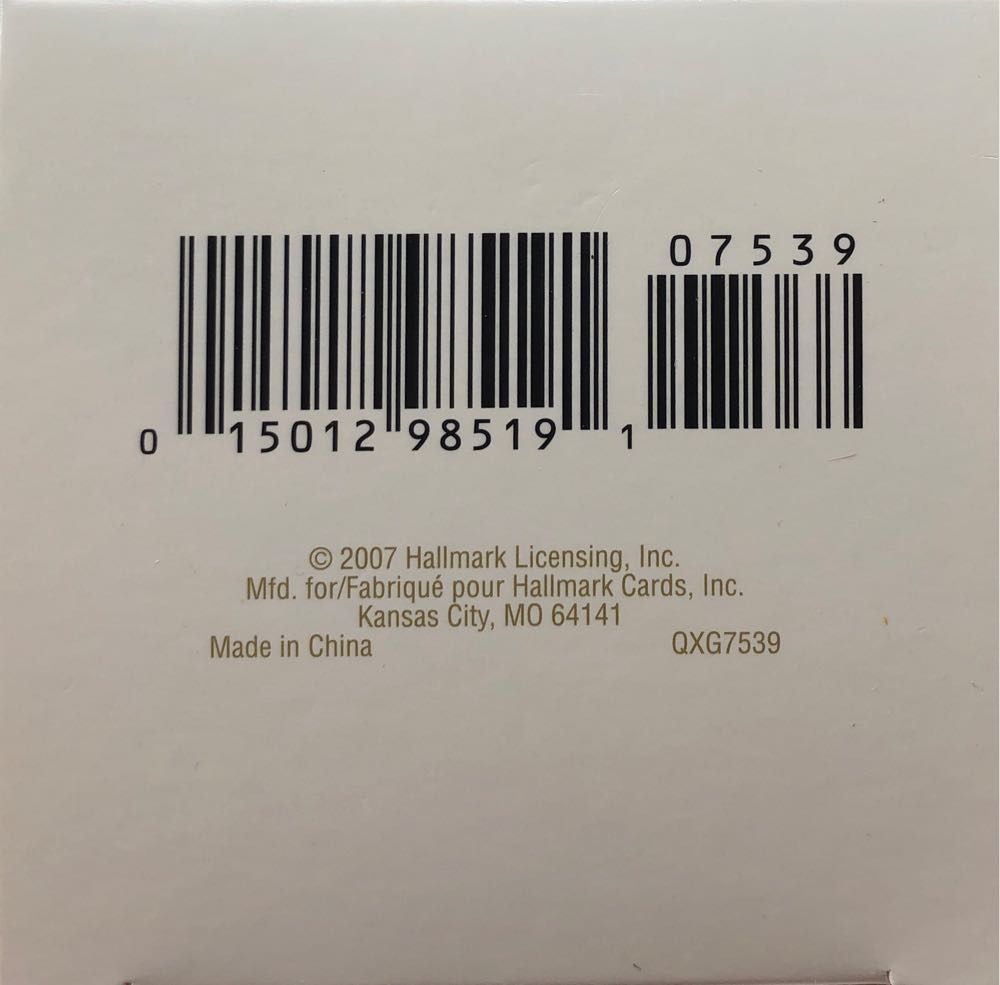 07539
0 15012 98519 1
© 2007 Hallmark Licensing, Inc.
Mfd. for/Fabriqué pour Hallmark Cards, Inc.
Kansas City, MO 64141
Made in China QXG7539